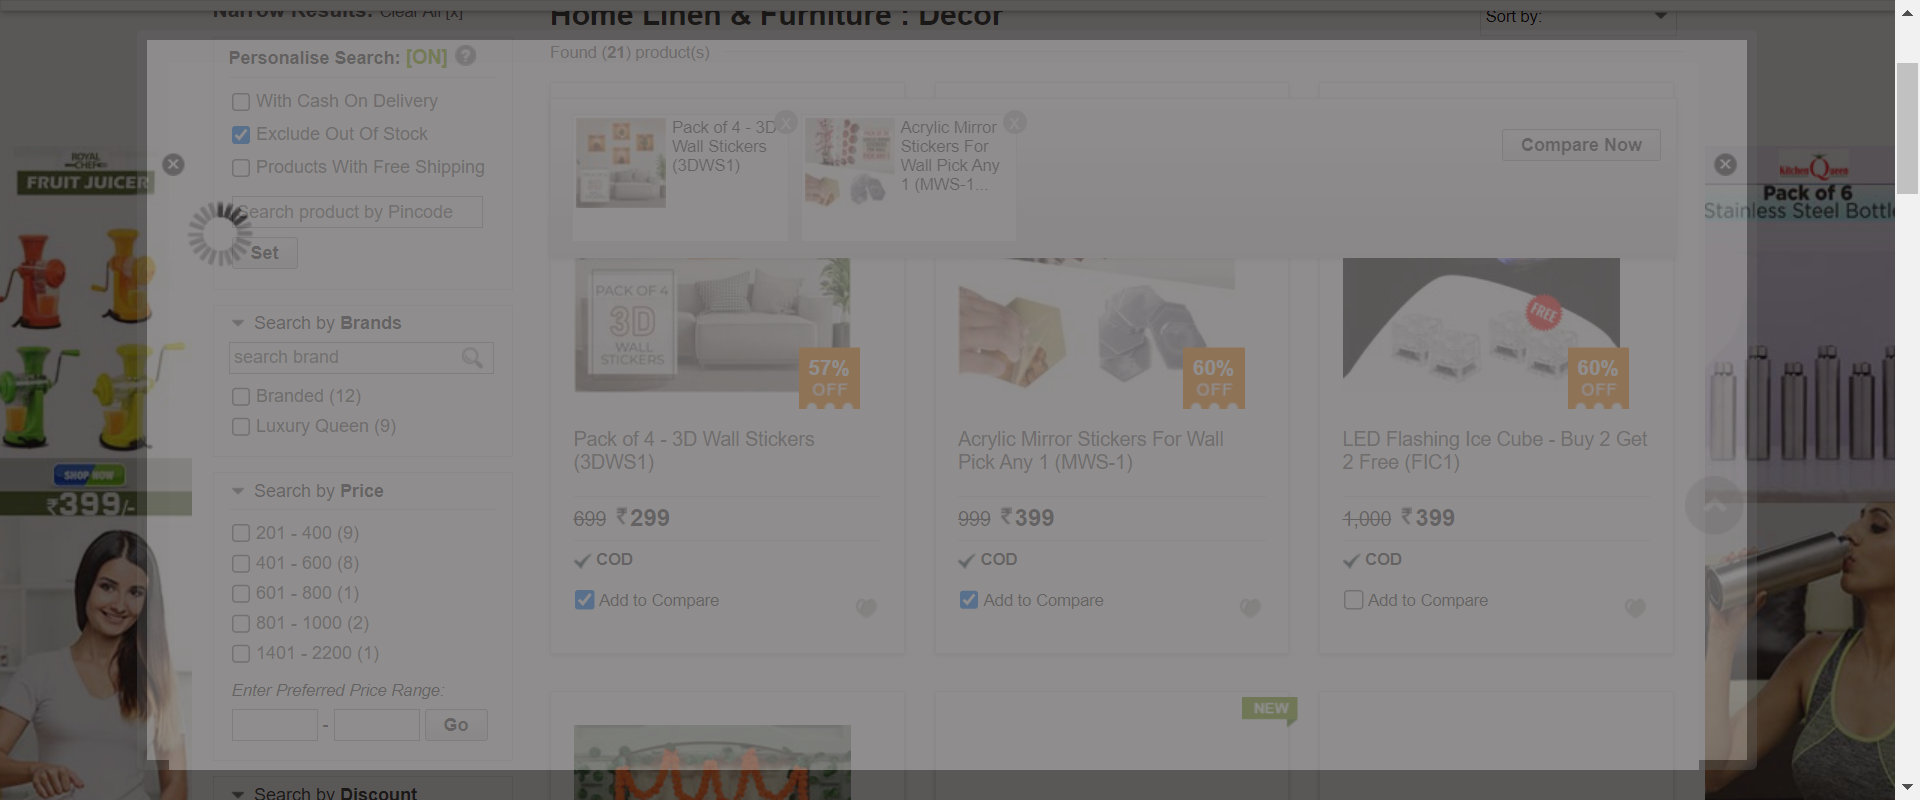 Narrow Results: Clear All [x]
Home Linen & Furniture : Decor
Sort by:
Personalise Search: [ON] ?
Found (21) product(s)
With Cash On Delivery
Exclude Out Of Stock
Products With Free Shipping
Search product by Pincode
Set
Pack of 4 - 3D
Wall Stickers
(3DWS1)
X
Acrylic Mirror
Stickers For
Wall Pick Any
1 (MWS-1...
X
Compare Now
ROYAL
CHEF
FRUIT JUICER
Kitchen Queen
Pack of 6
Stainless Steel Bottle
Search by Brands
search brand
Branded (12)
Luxury Queen (9)
PACK OF 4
3D
WALL
STICKERS
57%
OFF
60%
OFF
FREE
60%
OFF
Pack of 4 - 3D Wall Stickers
(3DWS1)
Acrylic Mirror Stickers For Wall
Pick Any 1 (MWS-1)
LED Flashing Ice Cube - Buy 2 Get
2 Free (FIC1)
SHOP NOW
₹399/-
Search by Price
201 - 400 (9)
401 - 600 (8)
601 - 800 (1)
801 - 1000 (2)
1401 - 2200 (1)
699 ₹299
999 ₹399
1,000 ₹399
COD
COD
COD
Add to Compare
Add to Compare
Add to Compare
Enter Preferred Price Range:
- Go
NEW
Search by Discount